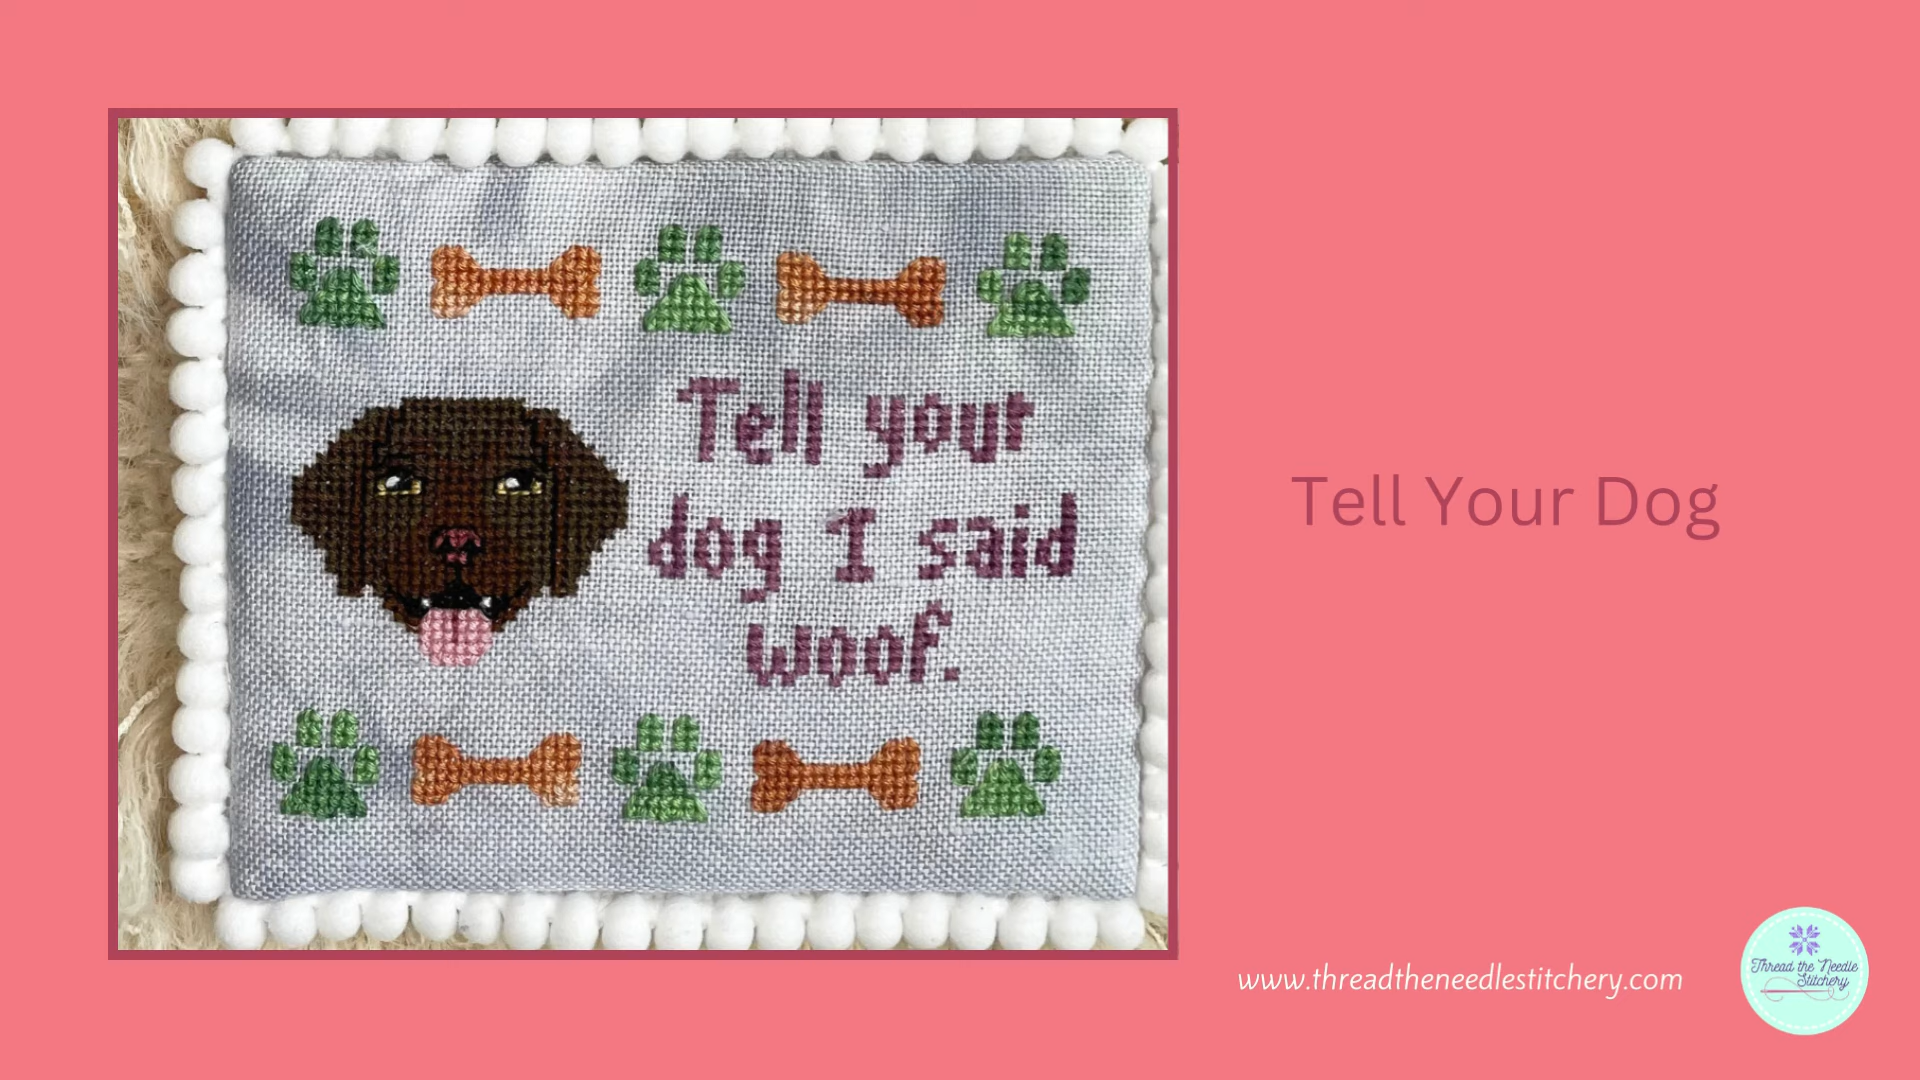 Tell your
dog I said
woof.
Tell Your Dog
www.threadtheneedlestitchery.com
Thread the Needle
Stitchery